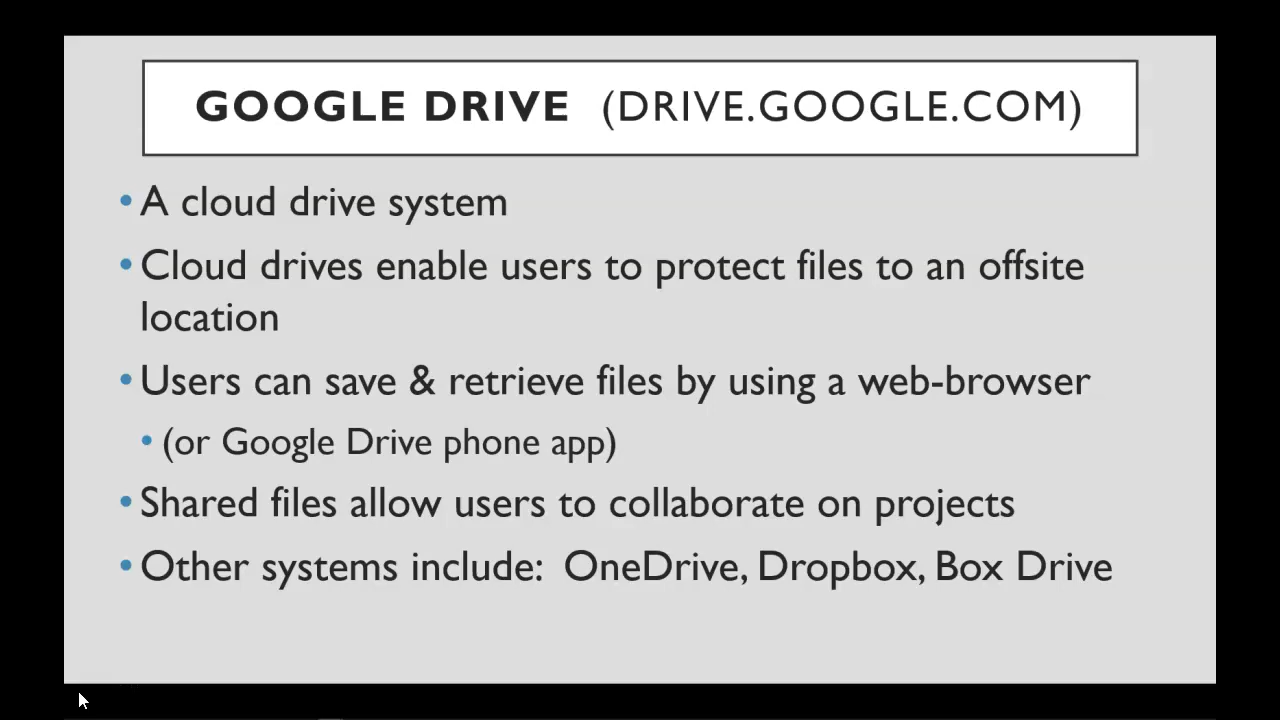 GOOGLE DRIVE (DRIVE.GOOGLE.COM)
• A cloud drive system
• Cloud drives enable users to protect files to an offsite
location
• Users can save & retrieve files by using a web-browser
• (or Google Drive phone app)
• Shared files allow users to collaborate on projects
• Other systems include: OneDrive, Dropbox, Box Drive